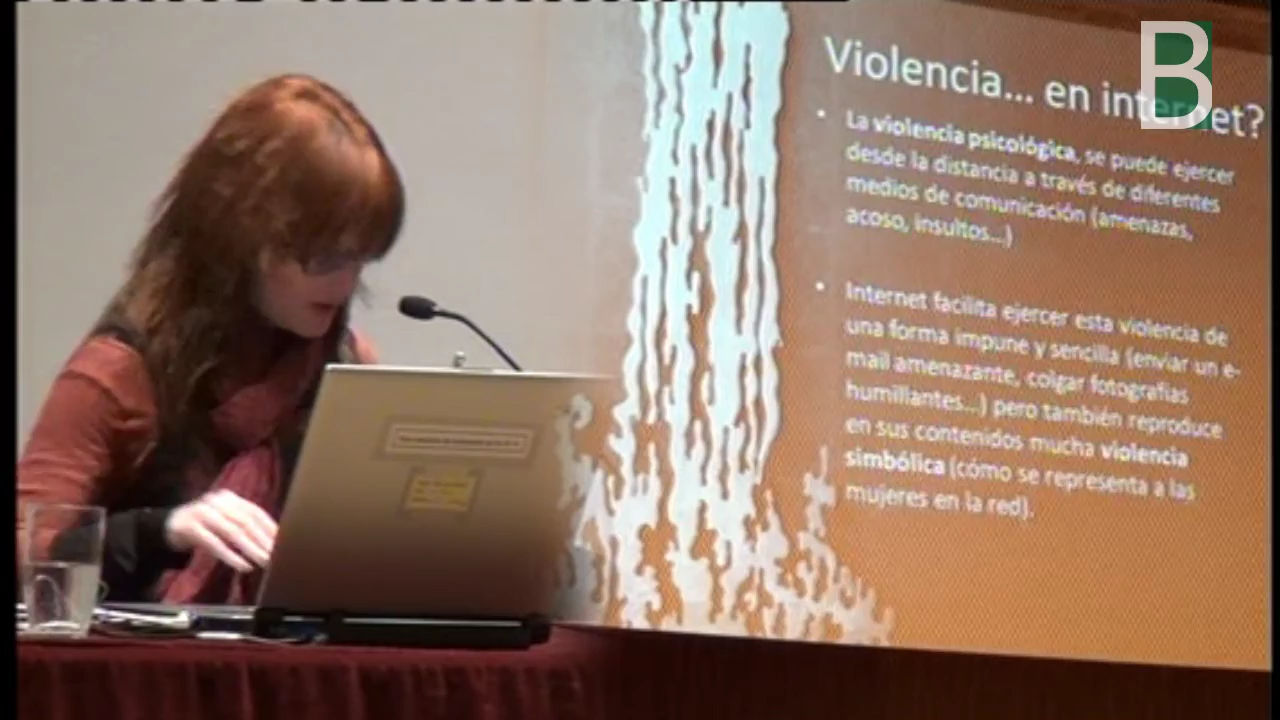 B
Violencia... en internet?
• La violencia psicológica, se puede ejercer
desde la distancia a través de diferentes
medios de comunicación (amenazas,
acoso, insultos...)
• Internet facilita ejercer esta violencia de
una forma impune y sencilla (enviar un e-
mail amenazante, colgar fotografías
humillantes...) pero también reproduce
en sus contenidos mucha violencia
simbólica (cómo se representa a las
mujeres en la red).